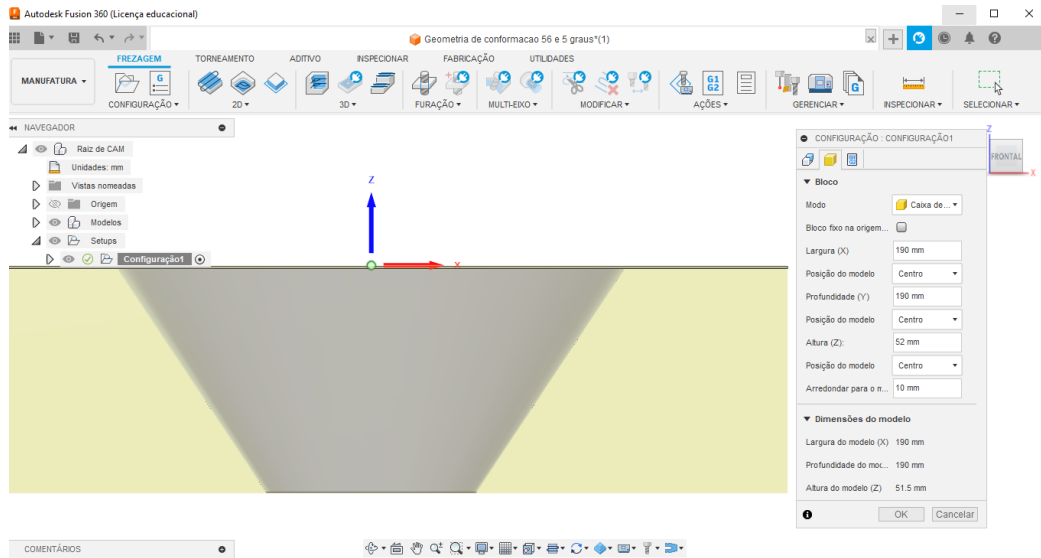 Autodesk Fusion 360 (Licença educacional)
Geometria de conformacao 56 e 5 graus*(1)
MANUFATURA
FREZAGEM TORNEAMENTO ADITIVO INSPECIONAR FABRICAÇÃO UTILIDADES
G
G1
G2
G
CONFIGURAÇÃO 2D 3D FURAÇÃO MULTI-EIXO MODIFICAR AÇÕES GERENCIAR INSPECIONAR SELECIONAR
NAVEGADOR
Raiz de CAM
Unidades: mm
Vistas nomeadas
Origem
Modelos
Setups
Configuração1
Z
X
CONFIGURAÇÃO : CONFIGURAÇÃO1
Bloco
Modo Caixa de...
Bloco fixo na origem...
Largura (X) 190 mm
Posição do modelo Centro
Profundidade (Y) 190 mm
Posição do modelo Centro
Altura (Z): 52 mm
Posição do modelo Centro
Arredondar para o m... 10 mm
Dimensões do modelo
Largura do modelo (X) 190 mm
Profundidade do moc... 190 mm
Altura do modelo (Z) 51.5 mm
OK Cancelar
Z
FRONTAL
X
COMENTÁRIOS